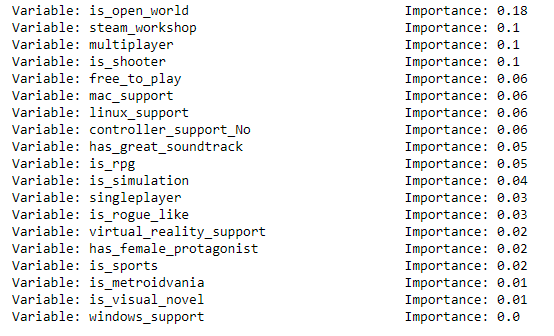 Variable: is_open_world Importance: 0.18
Variable: steam_workshop Importance: 0.1
Variable: multiplayer Importance: 0.1
Variable: is_shooter Importance: 0.1
Variable: free_to_play Importance: 0.06
Variable: mac_support Importance: 0.06
Variable: linux_support Importance: 0.06
Variable: controller_support_No Importance: 0.06
Variable: has_great_soundtrack Importance: 0.05
Variable: is_rpg Importance: 0.05
Variable: is_simulation Importance: 0.04
Variable: singleplayer Importance: 0.03
Variable: is_rogue_like Importance: 0.03
Variable: virtual_reality_support Importance: 0.02
Variable: has_female_protagonist Importance: 0.02
Variable: is_sports Importance: 0.02
Variable: is_metroidvania Importance: 0.01
Variable: is_visual_novel Importance: 0.01
Variable: windows_support Importance: 0.0